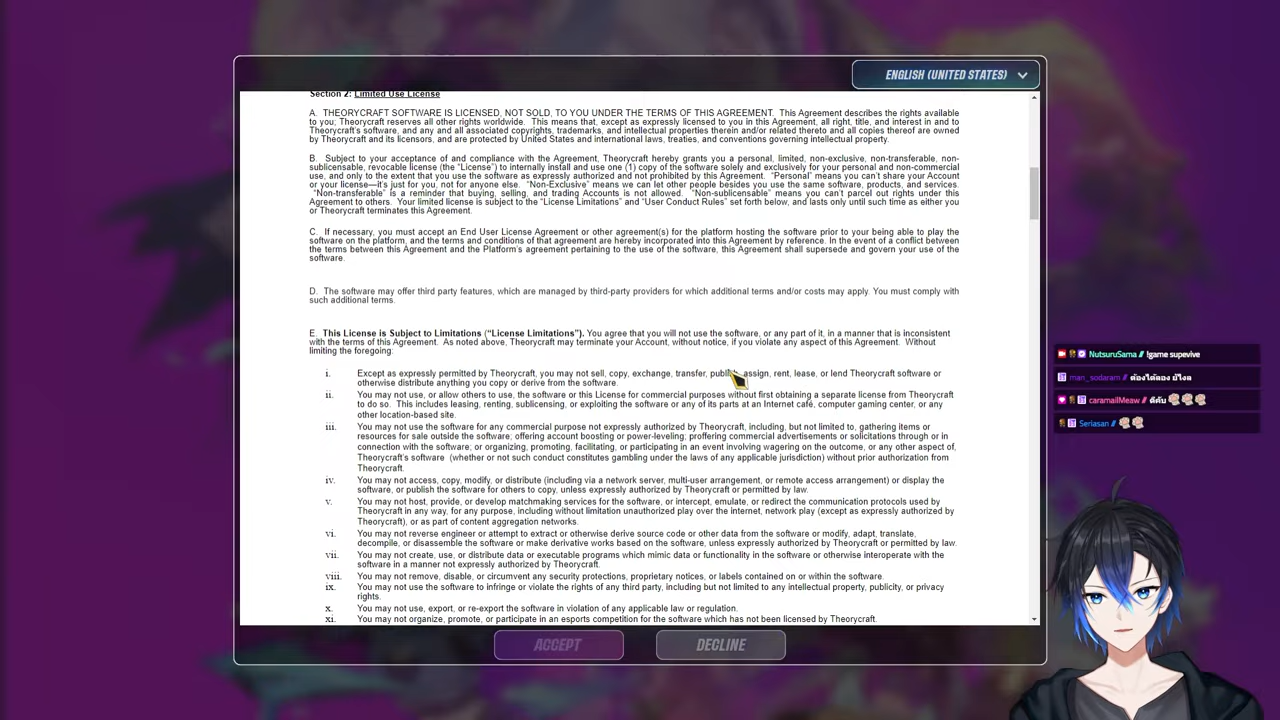 ENGLISH (UNITED STATES)
Section 2: Limited Use License
A. THEORYCRAFT SOFTWARE IS LICENSED, NOT SOLD, TO YOU UNDER THE TERMS OF THIS AGREEMENT. This Agreement describes the rights available
to you; Theorycraft reserves all other rights worldwide. This means that, except as expressly licensed to you in this Agreement, all right, title, and interest in and to
Theorycraft's software, and any and all associated copyrights, trademarks, and intellectual properties therein and/or related thereto and all copies thereof are owned
by Theorycraft and its licensors, and are protected by United States and international laws, treaties, and conventions governing intellectual property.
B. Subject to your acceptance of and compliance with the Agreement, Theorycraft hereby grants you a personal, limited, non-exclusive, non-transferable, non-
sublicensable, revocable license (the "License") to internally install and use one (1) copy of the software solely and exclusively for your personal and non-commercial
use, and only to the extent that you use the software as expressly authorized and not prohibited by this Agreement. "Personal" means you can't share your Account
or your license—it's just for you, not for anyone else. "Non-Exclusive" means we can let other people besides you use the same software, products, and services.
"Non-transferable" is a reminder that buying, selling, and trading Accounts is not allowed. "Non-sublicensable" means you can't parcel out rights under this
Agreement to others. Your limited license is subject to the "License Limitations" and "User Conduct Rules" set forth below, and lasts only until such time as either you
or Theorycraft terminates this Agreement.
C. If necessary, you must accept an End User License Agreement or other agreement(s) for the platform hosting the software prior to your being able to play the
software on the platform, and the terms and conditions of that agreement are hereby incorporated into this Agreement by reference. In the event of a conflict between
the terms between this Agreement and the Platform's agreement pertaining to the use of the software, this Agreement shall supersede and govern your use of the
software.
D. The software may offer third party features, which are managed by third-party providers for which additional terms and/or costs may apply. You must comply with
such additional terms.
E. This License is Subject to Limitations ("License Limitations"). You agree that you will not use the software, or any part of it, in a manner that is inconsistent
with the terms of this Agreement. As noted above, Theorycraft may terminate your Account, without notice, if you violate any aspect of this Agreement. Without
limiting the foregoing:
i. Except as expressly permitted by Theorycraft, you may not sell, copy, exchange, transfer, assign, rent, lease, or lend Theorycraft software or
otherwise distribute anything you copy or derive from the software.
ii. You may not use, or allow others to use, the software or this License for commercial purposes without first obtaining a separate license from Theorycraft
to do so. This includes leasing, renting, sublicensing, or exploiting the software or any of its parts at an Internet café, computer gaming center, or any
other location-based site.
iii. You may not use the software for any commercial purpose not expressly authorized by Theorycraft, including, but not limited to, gathering items or
resources for sale outside the software; offering account boosting or power-leveling; proffering commercial advertisements or solicitations through or in
connection with the software; or organizing, promoting, facilitating, or participating in an event involving wagering on the outcome, or any other aspect of,
Theorycraft's software (whether or not such conduct constitutes gambling under the laws of any applicable jurisdiction) without prior authorization from
Theorycraft.
iv. You may not access, copy, modify, or distribute (including via a network server, multi-user arrangement, or remote access arrangement) or display the
software, or publish the software for others to copy, unless expressly authorized by Theorycraft or permitted by law.
v. You may not host, provide, or develop matchmaking services for the software, or intercept, emulate, or redirect the communication protocols used by
Theorycraft in any way, for any purpose, including without limitation unauthorized play over the internet, network play (except as expressly authorized by
Theorycraft), or as part of content aggregation networks.
vi. You may not reverse engineer or attempt to extract or otherwise derive source code or other data from the software or modify, adapt, translate,
decompile, or disassemble the software or make derivative works based on the software, unless expressly authorized by Theorycraft or permitted by law.
vii. You may not create, use, or distribute data or executable programs which mimic data or functionality in the software or otherwise interoperate with the
software in a manner not expressly authorized by Theorycraft.
viii. You may not remove, disable, or circumvent any security protections, proprietary notices, or labels contained on or within the software.
ix. You may not use the software to infringe or violate the rights of any third party, including but not limited to any intellectual property, publicity, or privacy
rights.
x. You may not use, export, or re-export the software in violation of any applicable law or regulation.
xi. You may not organize, promote, or participate in an esports competition for the software which has not been licensed by Theorycraft.
ACCEPT
DECLINE
NutsuruSama // !game supevive
man_sodaram // ต้องไต้ตอง ยังไง
caramailMeaw // ดีคับ
Seriasan //